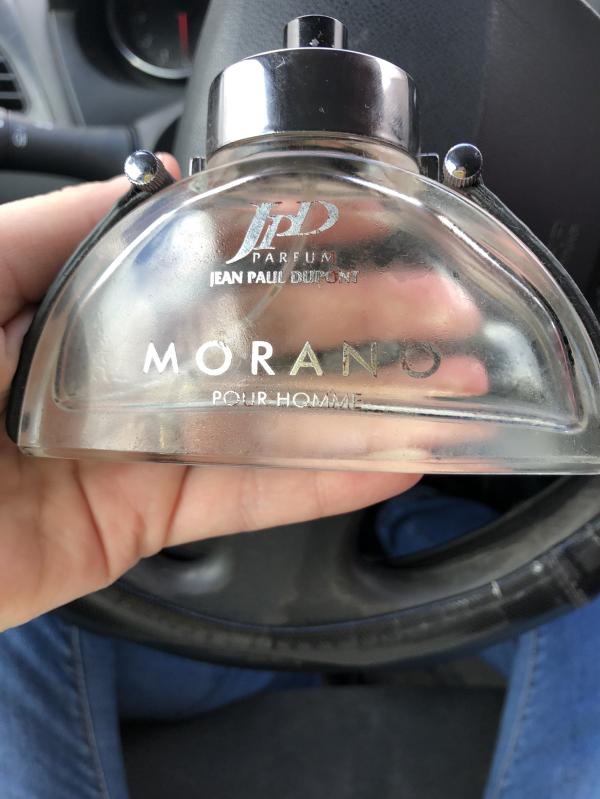 JPD
PARFUM
JEAN PAUL DUPONT
MORANO
POUR HOMME